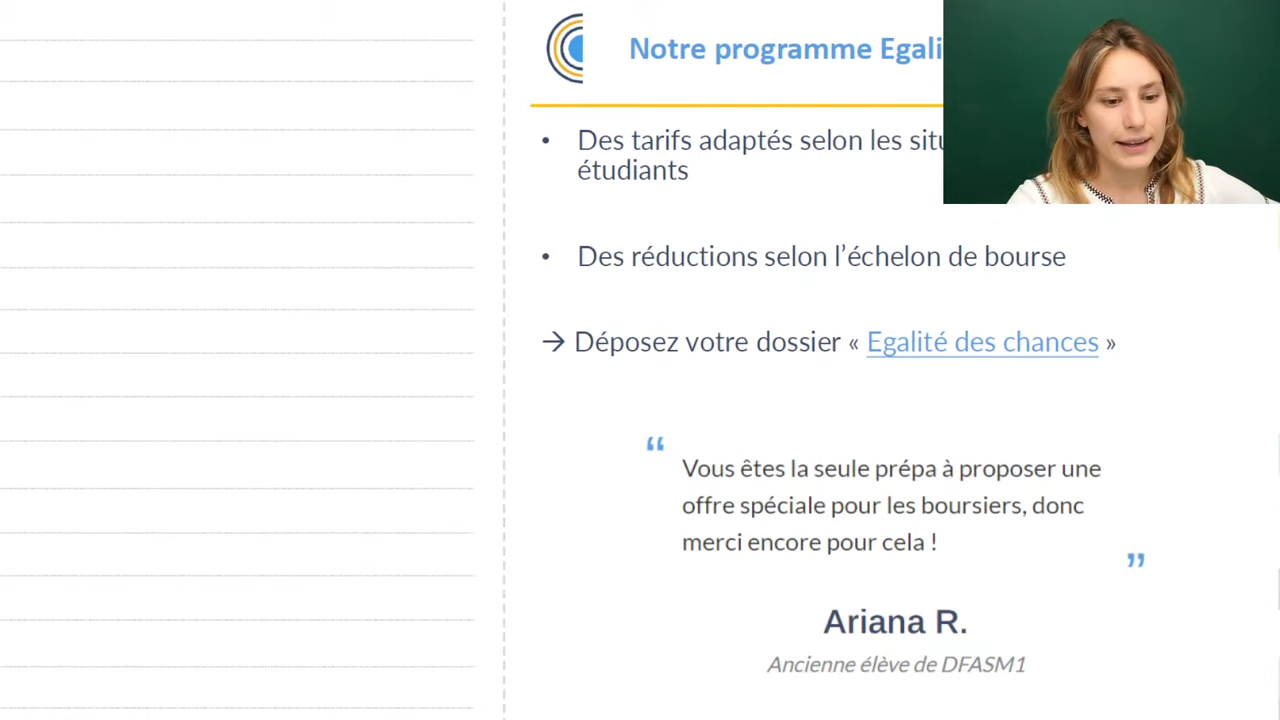 Notre programme Egali
• Des tarifs adaptés selon les situ
étudiants
• Des réductions selon l’échelon de bourse
→ Déposez votre dossier « Egalité des chances »
“
Vous êtes la seule prépa à proposer une
offre spéciale pour les boursiers, donc
merci encore pour cela !
”
Ariana R.
Ancienne élève de DFASM1